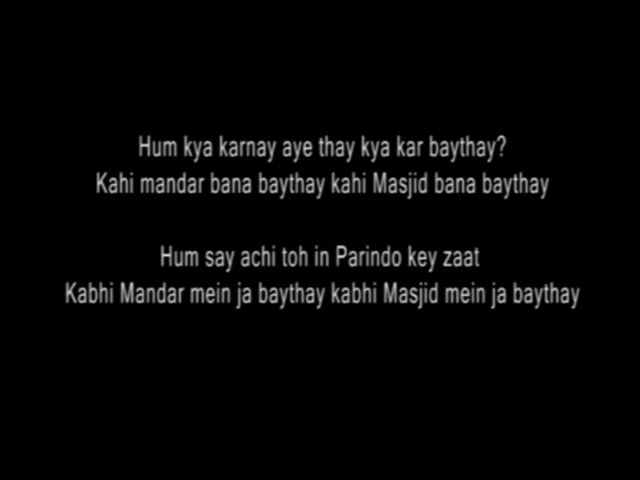 Hum kya karnay aye thay kya kar baythay?
Kahi mandar bana baythay kahi Masjid bana baythay
Hum say achi toh in Parindo key zaat
Kabhi Mandar mein ja baythay kabhi Masjid mein ja baythay